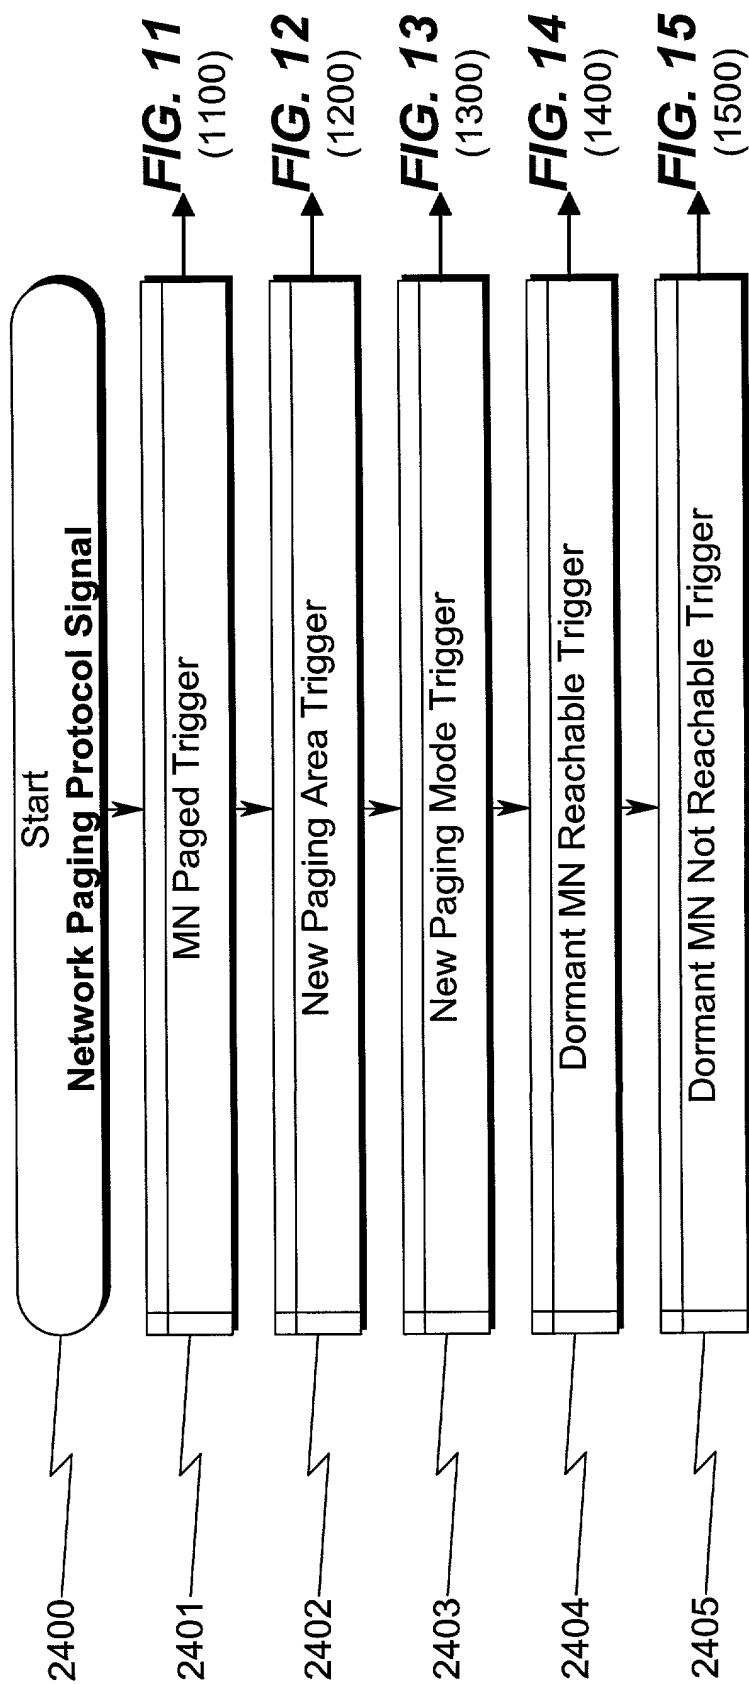 2400
Start
Network Paging Protocol Signal
2401
MN Paged Trigger
FIG. 11
(1100)
2402
New Paging Area Trigger
FIG. 12
(1200)
2403
New Paging Mode Trigger
FIG. 13
(1300)
2404
Dormant MN Reachable Trigger
FIG. 14
(1400)
2405
Dormant MN Not Reachable Trigger
FIG. 15
(1500)